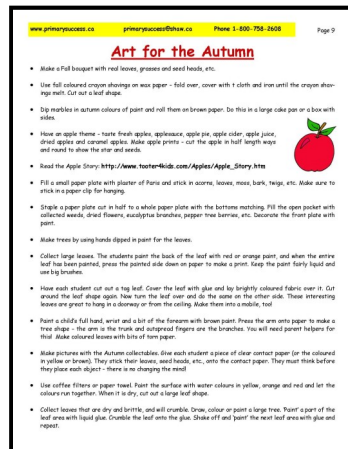 www.primarysuccess.ca primarysuccess@shaw.ca Phone 1-800-758-2608 Page 9
Art for the Autumn
• Make a Fall bouquet with real leaves, grasses and seed heads, etc.
• Use fall coloured crayon shavings on wax paper - fold over, cover with t cloth and iron until the crayon shav-
ings melt. Cut out a leaf shape.
• Dip marbles in autumn colours of paint and roll them on brown paper. Do this in a large cake pan or a box with
sides.
• Have an apple theme - taste fresh apples, applesauce, apple pie, apple cider, apple juice,
dried apples and caramel apples. Make apple prints - cut the apple in half length ways
and round to show the star and seeds.
• Read the Apple Story: http://www.tooter4kids.com/Apples/Apple_Story.htm
• Fill a small paper plate with plaster of Paris and stick in acorns, leaves, moss, bark, twigs, etc. Make sure to
stick in a paper clip for hanging.
• Staple a paper plate cut in half to a whole paper plate with the bottoms matching. Fill the open pocket with
collected weeds, dried flowers, eucalyptus branches, pepper tree berries, etc. Decorate the front plate with
paint.
• Make trees by using hands dipped in paint for the leaves.
• Collect large leaves. The students paint the back of the leaf with red or orange paint, and when the entire
leaf has been painted, press the painted side down on paper to make a print. Keep the paint fairly liquid and
use big brushes.
• Have each student cut out a tag leaf. Cover the leaf with glue and lay brightly coloured fabric over it. Cut
around the leaf shape again. Now turn the leaf over and do the same on the other side. These interesting
leaves are great to hang in a doorway or from the ceiling. Make them into a mobile, too!
• Paint a child's full hand, wrist and a bit of the forearm with brown paint. Press the arm onto paper to make a
tree shape - the arm is the trunk and outspread fingers are the branches. You will need parent helpers for
this! Make coloured leaves with bits of torn paper.
• Make pictures with the Autumn collectables. Give each student a piece of clear contact paper (or the coloured
in yellow or brown). They stick their leaves, seed heads, etc., onto the contact paper. They must think before
they place each object - there is no changing the mind!
• Use coffee filters or paper towel. Paint the surface with water colours in yellow, orange and red and let the
colours run together. When it is dry, cut out a large leaf shape.
• Collect leaves that are dry and brittle, and will crumble. Draw, colour or paint a large tree. 'Paint' a part of the
leaf area with liquid glue. Crumble the leaf onto the glue. Shake off and 'paint' the next leaf area with glue and
repeat.